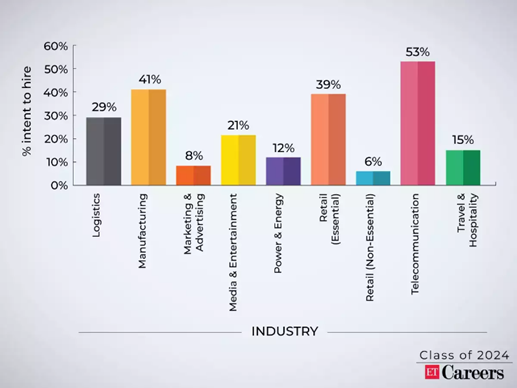 60%
50%
40%
30%
20%
10%
0%
% intent to hire
29%
41%
8%
21%
12%
39%
6%
53%
15%
Logistics
Manufacturing
Marketing &
Advertising
Media & Entertainment
Power & Energy
Retail
(Essential)
Retail (Non-Essential)
Telecommunication
Travel &
Hospitality
INDUSTRY
Class of 2024
ET Careers